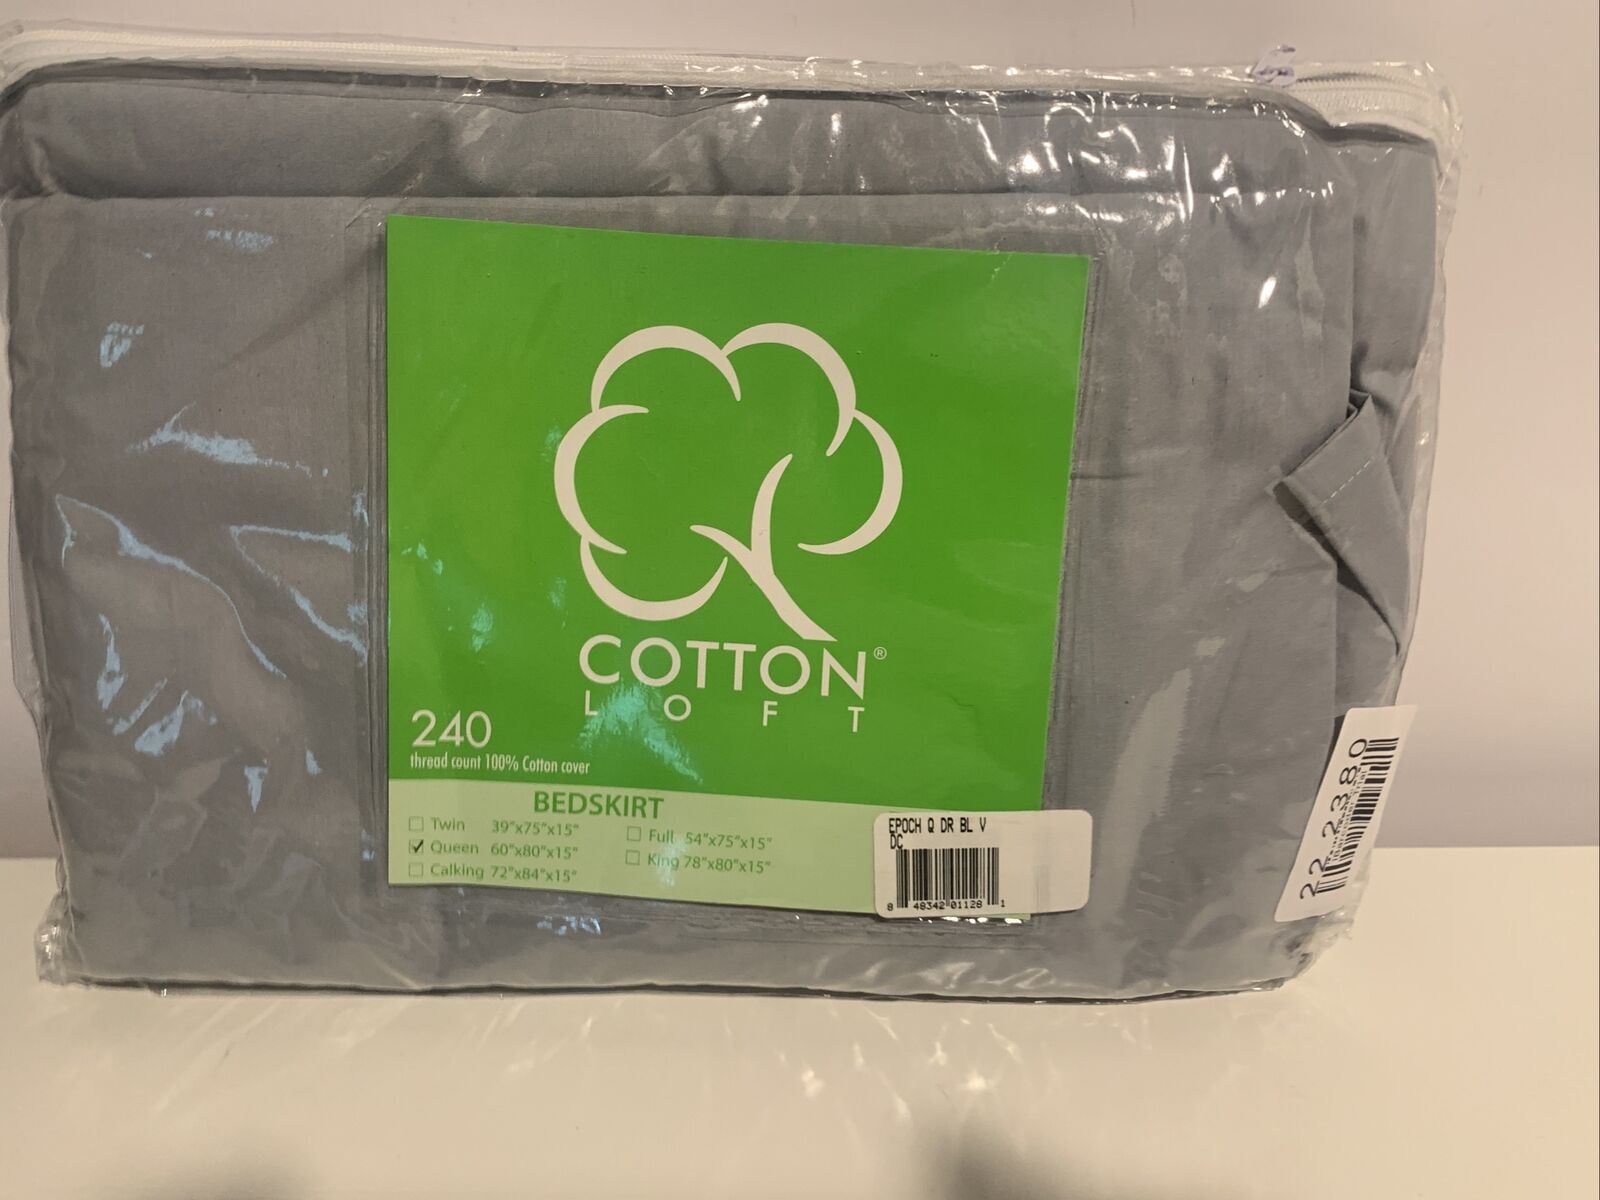 COTTON®
LOFT
240
thread count 100% Cotton cover
BEDSKIRT
Twin 39"x75"x15"
Full 54"x75"x15"
Queen 60"x80"x15"
King 78"x80"x15"
Calking 72"x84"x15"
EPOCH Q DR BL V
DC
8 48342 01128 1
22-2380